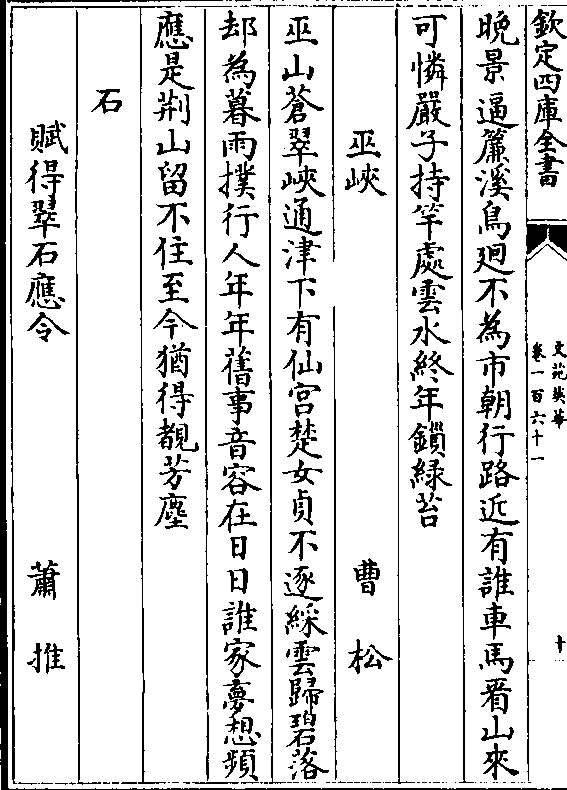 欽定四庫全書
文苑英華
卷一百六十一
十
晚景逼簾溪鳥廻不為市朝行路近有誰車馬㸔山來
可憐嚴子持竿處雲水終年鎖緑苔
巫峽 曹松
巫山蒼翠峽通津下有仙宫楚女貞不逐綵雲歸碧落
却為暮雨撲行人年年舊事音容在日日誰家夢想頻
應是荆山留不住至今猶得覩芳塵
石
賦得翠石應令 蕭推